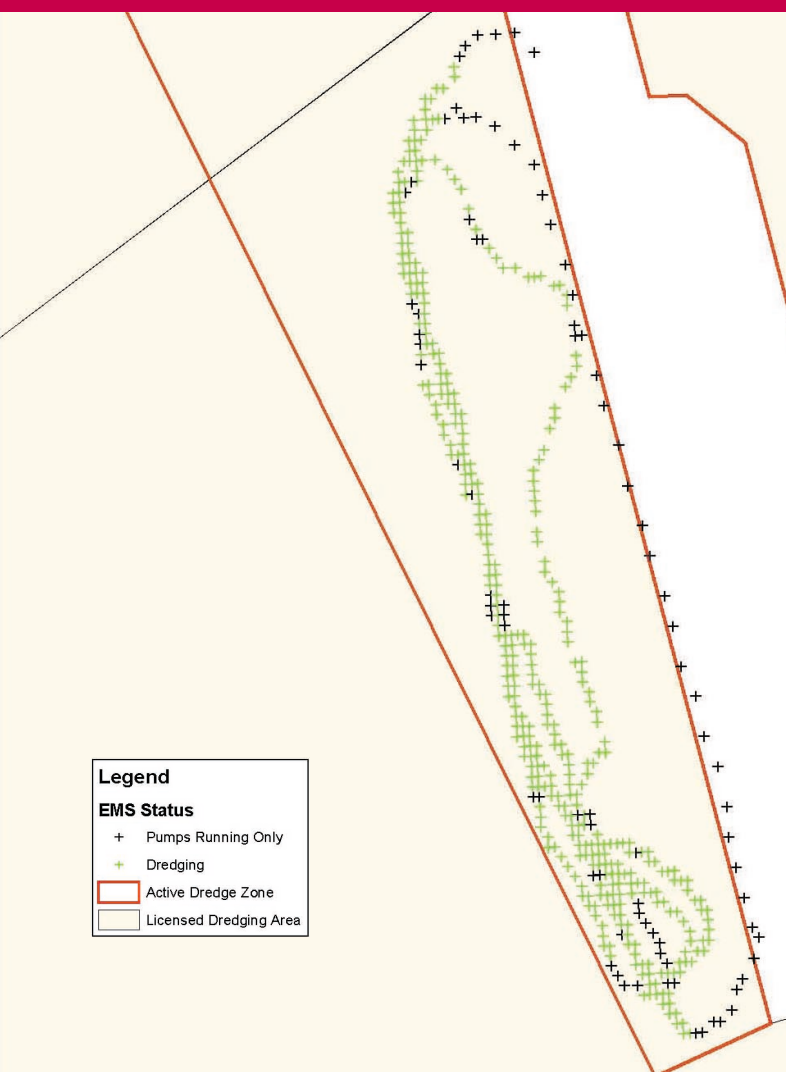 Legend
EMS Status
Pumps Running Only
Dredging
Active Dredge Zone
Licensed Dredging Area